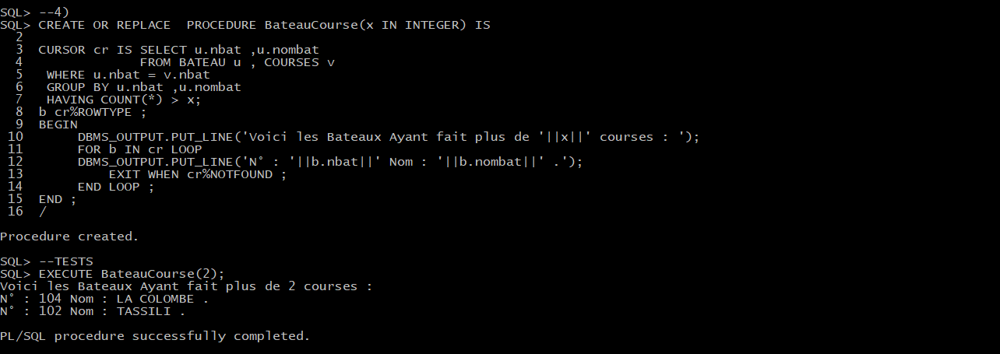 SQL> --4)
SQL> CREATE OR REPLACE  PROCEDURE BateauCourse(x IN INTEGER) IS
  2
  3  CURSOR cr IS SELECT u.nbat ,u.nombat
  4               FROM BATEAU u , COURSES v
  5   WHERE u.nbat = v.nbat
  6   GROUP BY u.nbat ,u.nombat
  7   HAVING COUNT(*) > x;
  8  b cr%ROWTYPE ;
  9  BEGIN
 10       DBMS_OUTPUT.PUT_LINE('Voici les Bateaux Ayant fait plus de '||x||' courses : ');
 11       FOR b IN cr LOOP
 12       DBMS_OUTPUT.PUT_LINE('N° : '||b.nbat||' Nom : '||b.nombat||' .');
 13           EXIT WHEN cr%NOTFOUND ;
 14       END LOOP ;
 15  END ;
 16  /
Procedure created.
SQL> --TESTS
SQL> EXECUTE BateauCourse(2);
Voici les Bateaux Ayant fait plus de 2 courses :
N° : 104 Nom : LA COLOMBE .
N° : 102 Nom : TASSILI .
PL/SQL procedure successfully completed.